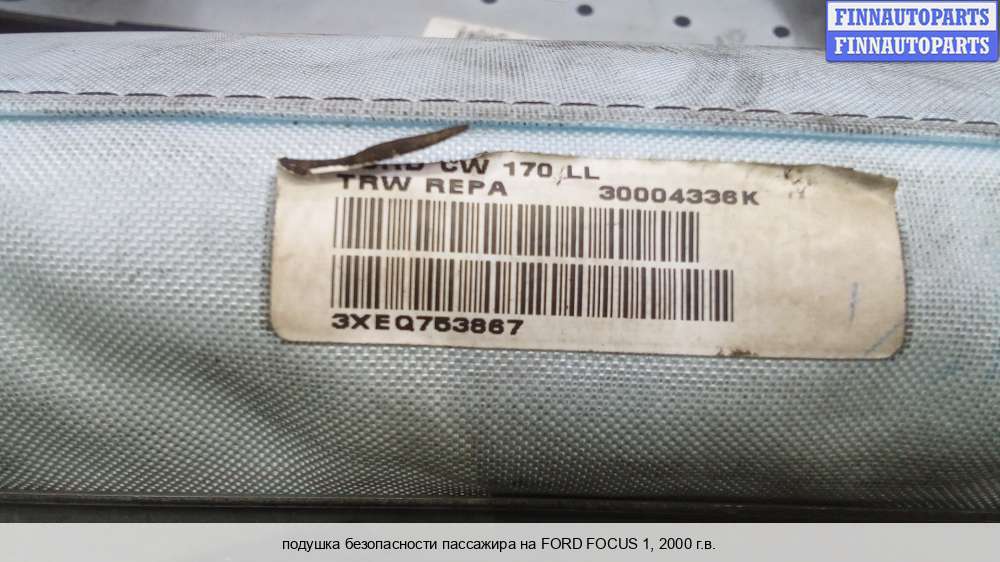 FINNAUTOPARTS
FINNAUTOPARTS
CW 170 LL
TRW REPA 30004336K
3XEQ753867
подушка безопасности пассажира на FORD FOCUS 1, 2000 г.в.